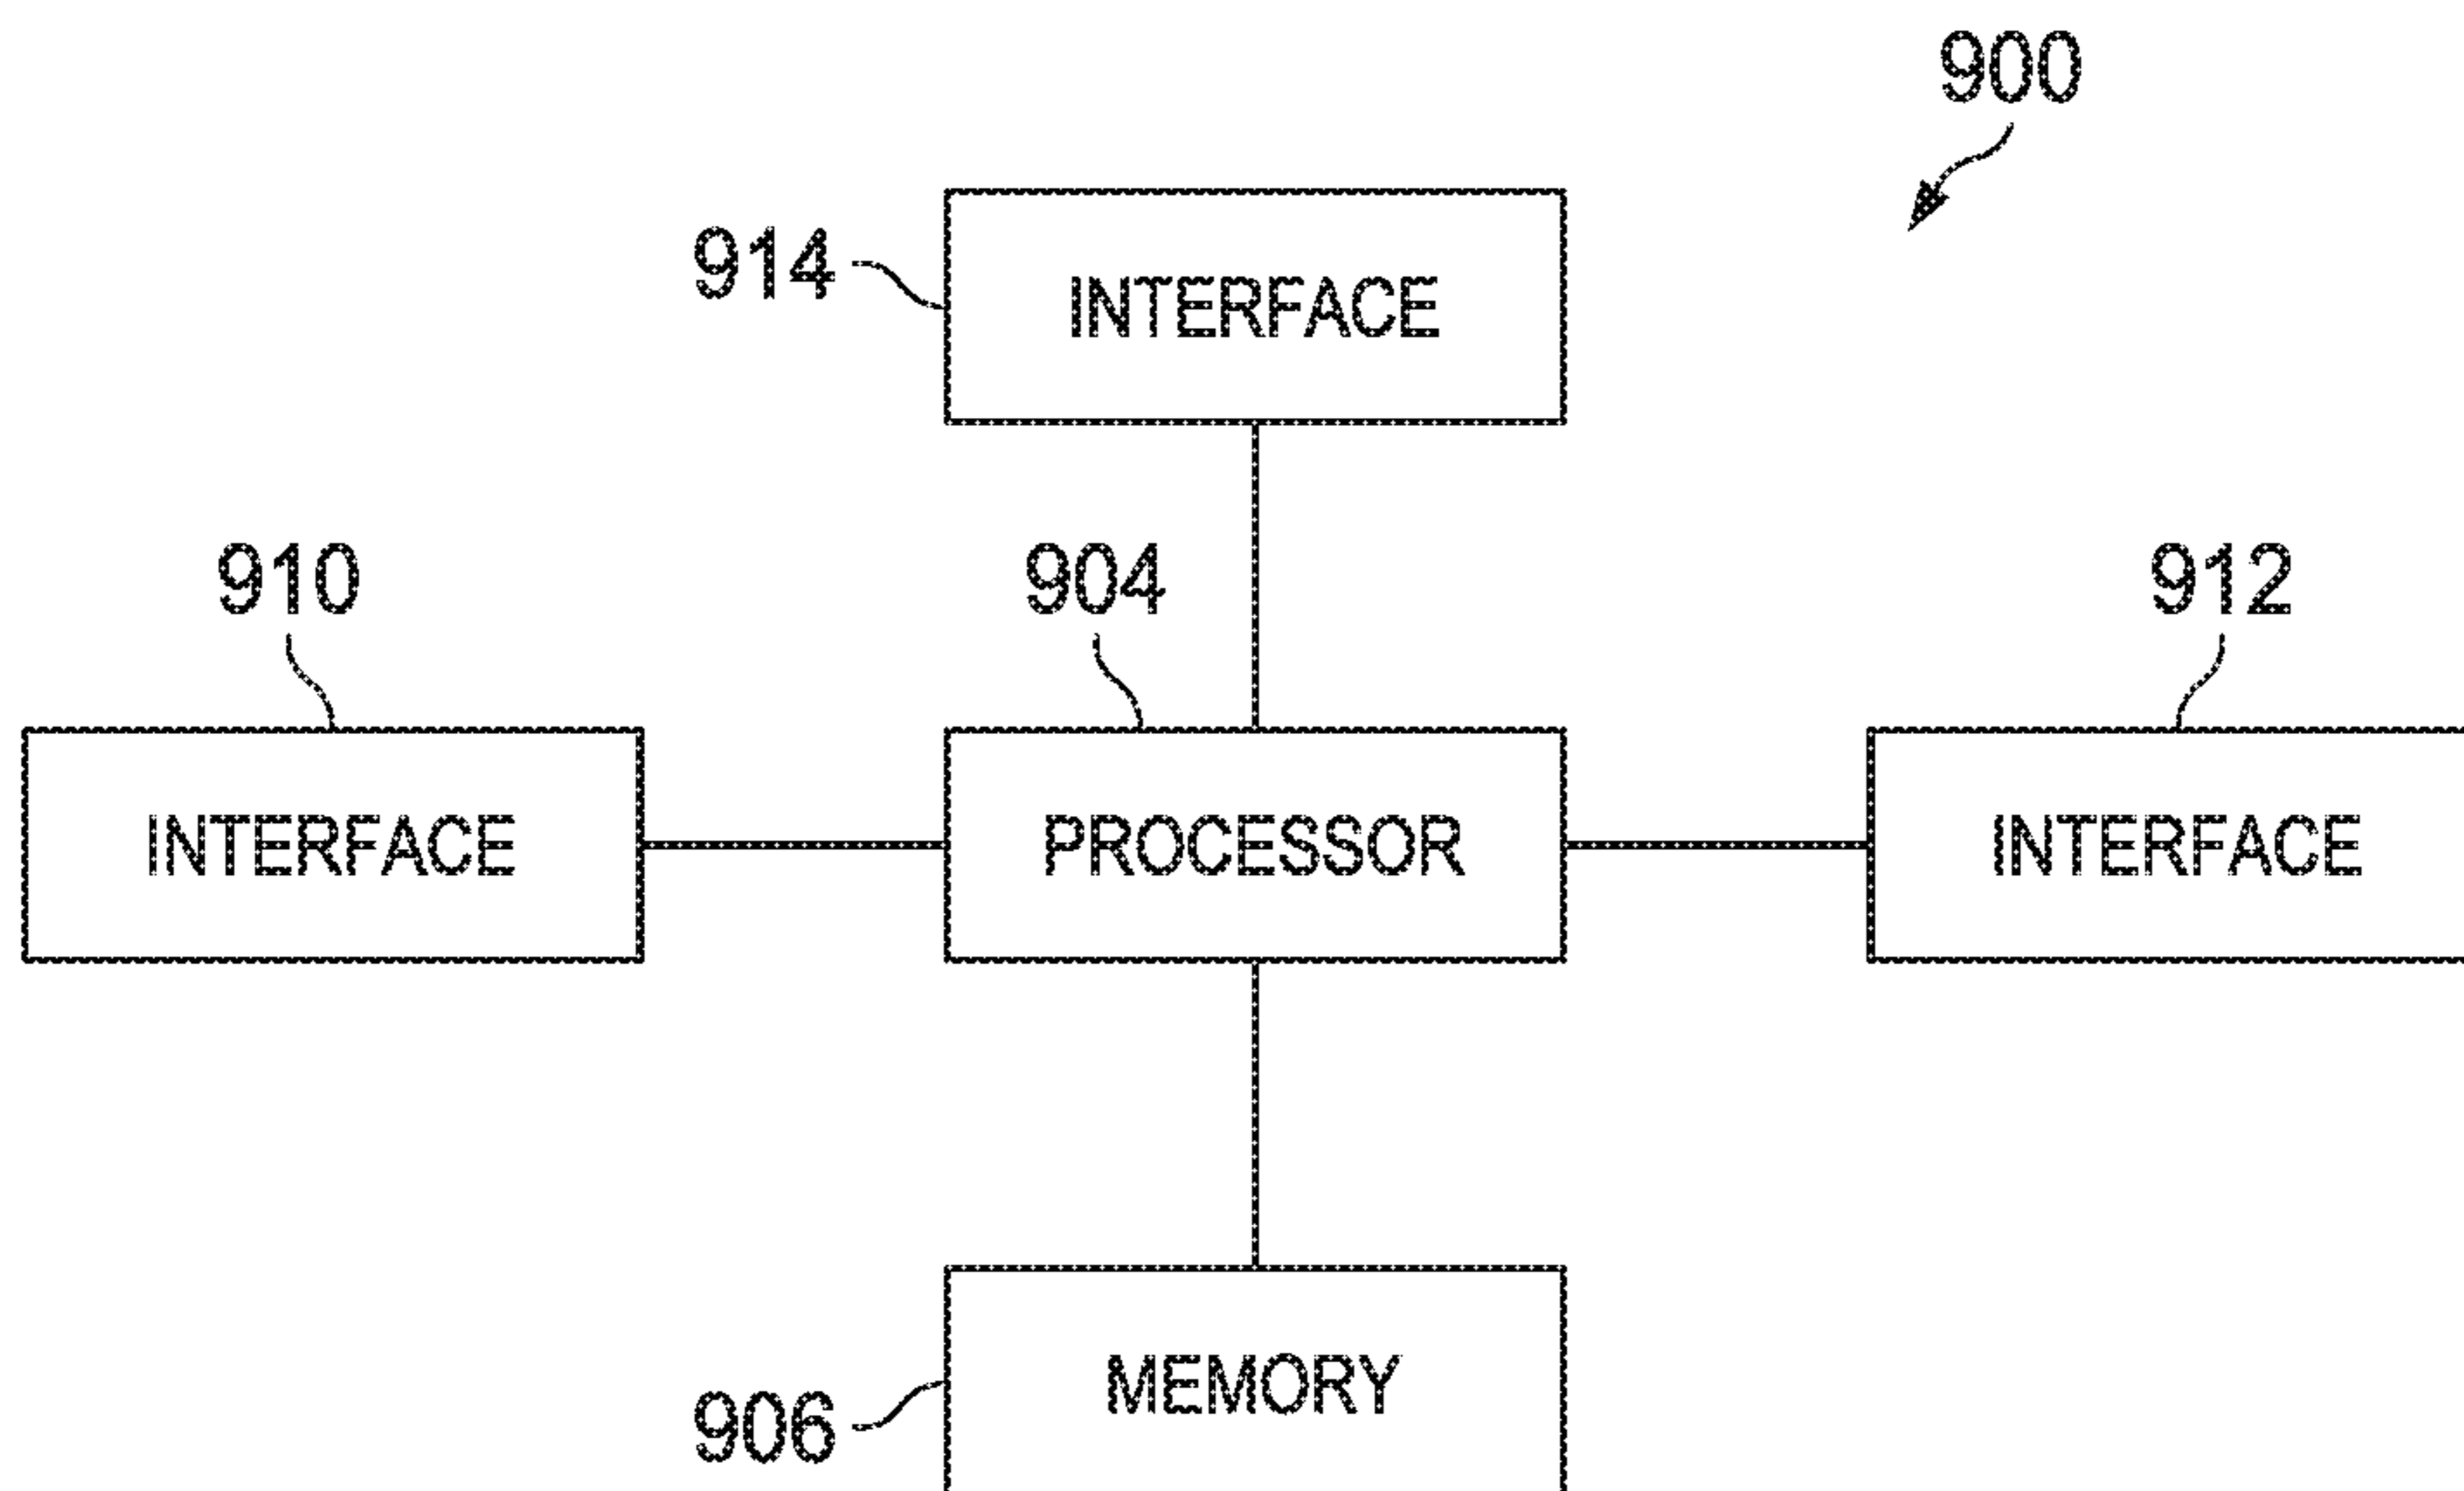 900
914
INTERFACE
910
904
912
INTERFACE
PROCESSOR
INTERFACE
MEMORY
906